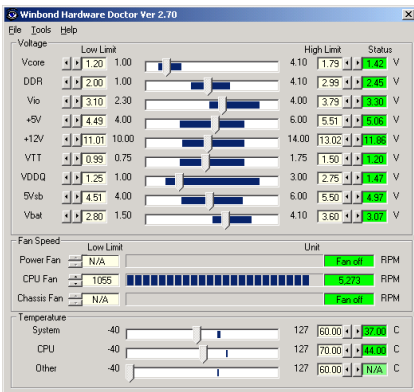 Winbond Hardware Doctor Ver 2.70
File Tools Help
Voltage
Low Limit High Limit Status
Vcore 1.20 1.00 4.10 1.79 1.42 V
DDR 2.00 1.00 4.10 2.99 2.45 V
Vio 3.10 2.30 4.00 3.79 3.30 V
+5V 4.49 4.00 6.00 5.51 5.06 V
+12V 11.01 10.00 14.00 13.02 11.86 V
VTT 0.99 0.75 1.75 1.50 1.20 V
VDDQ 1.25 1.00 3.00 2.75 1.47 V
5Vsb 4.51 4.00 6.00 5.50 4.97 V
Vbat 2.80 1.50 4.10 3.60 3.07 V
Fan Speed
Low Limit Unit
Power Fan N/A Fan off RPM
CPU Fan 1055 5,273 RPM
Chassis Fan N/A Fan off RPM
Temperature
System -40 127 60.00 37.00 C
CPU -40 127 70.00 44.00 C
Other -40 127 60.00 N/A C